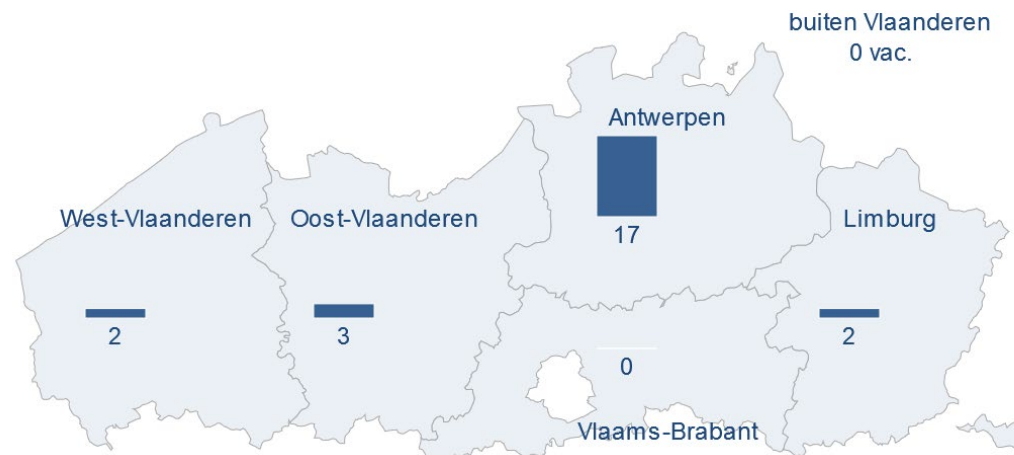 buiten Vlaanderen
0 vac.
Antwerpen
17
West-Vlaanderen
2
Oost-Vlaanderen
3
Limburg
2
0
Vlaams-Brabant